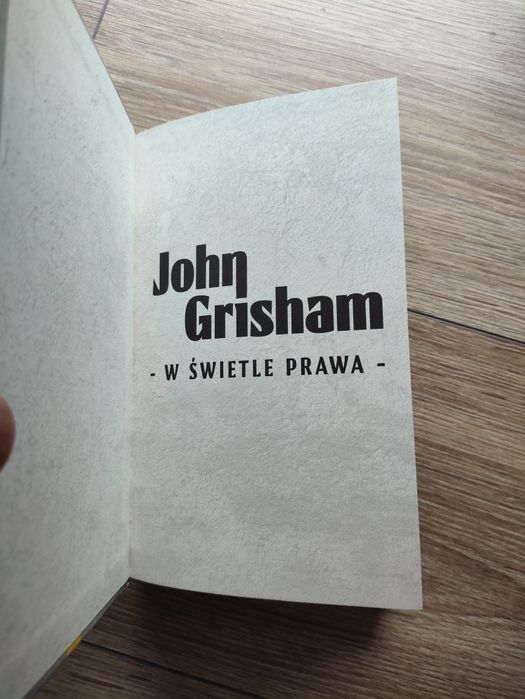 John
Grisham
- W ŚWIETLE PRAWA -